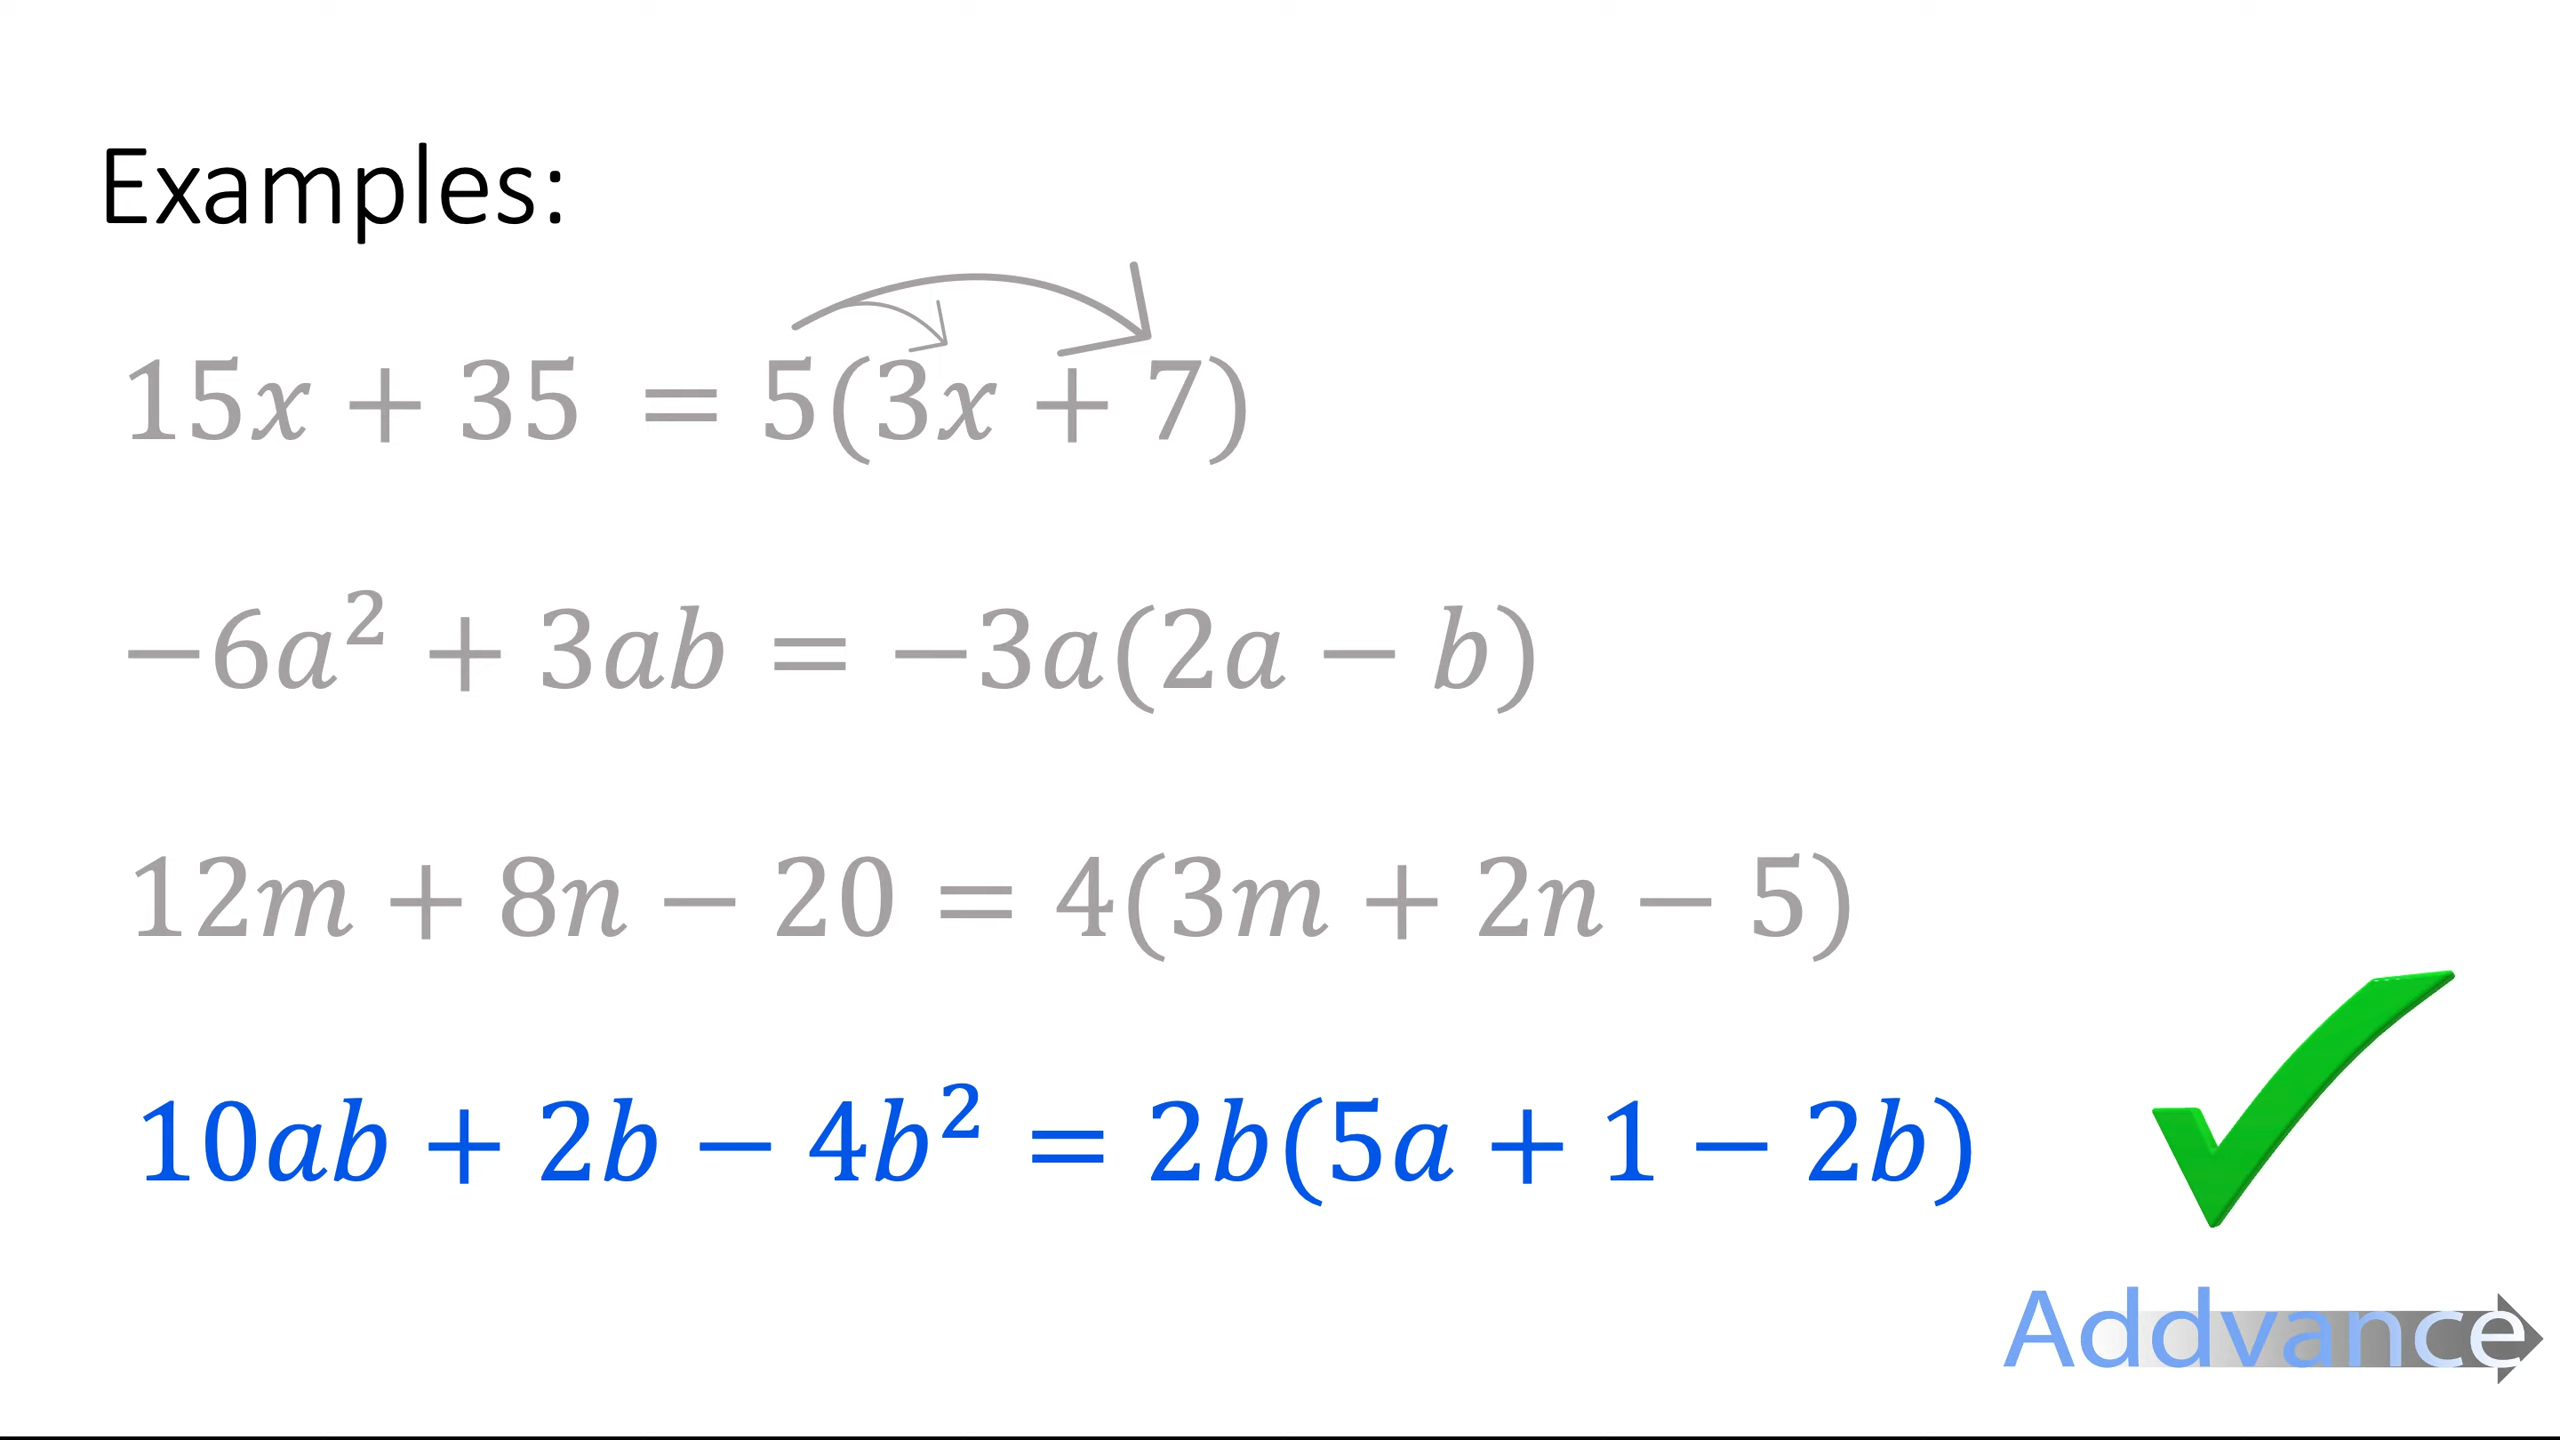 Examples:
15x + 35 = 5(3x + 7)
−6a² + 3ab = −3a(2a − b)
12m + 8n − 20 = 4(3m + 2n − 5)
10ab + 2b − 4b² = 2b(5a + 1 − 2b)
Addvance